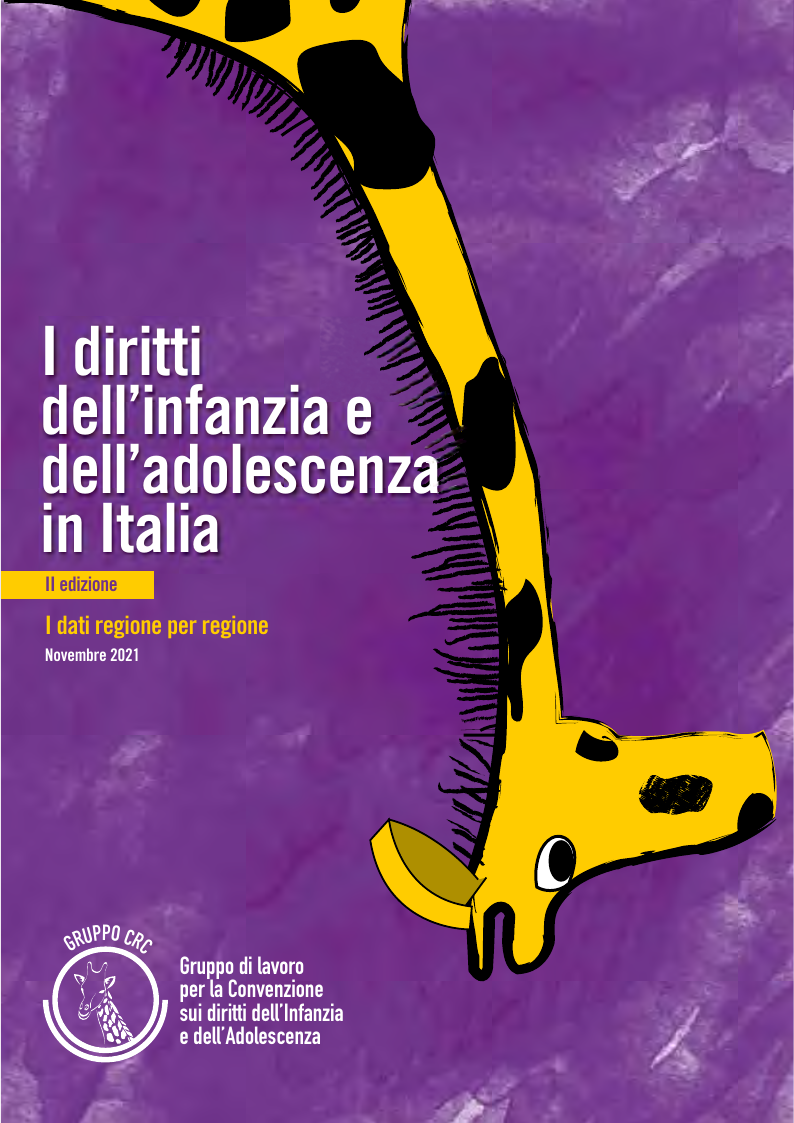 I diritti
dell’infanzia e
dell’adolescenza
in Italia
II edizione
I dati regione per regione
Novembre 2021
GRUPPO CRC
Gruppo di lavoro
per la Convenzione
sui diritti dell’Infanzia
e dell’Adolescenza